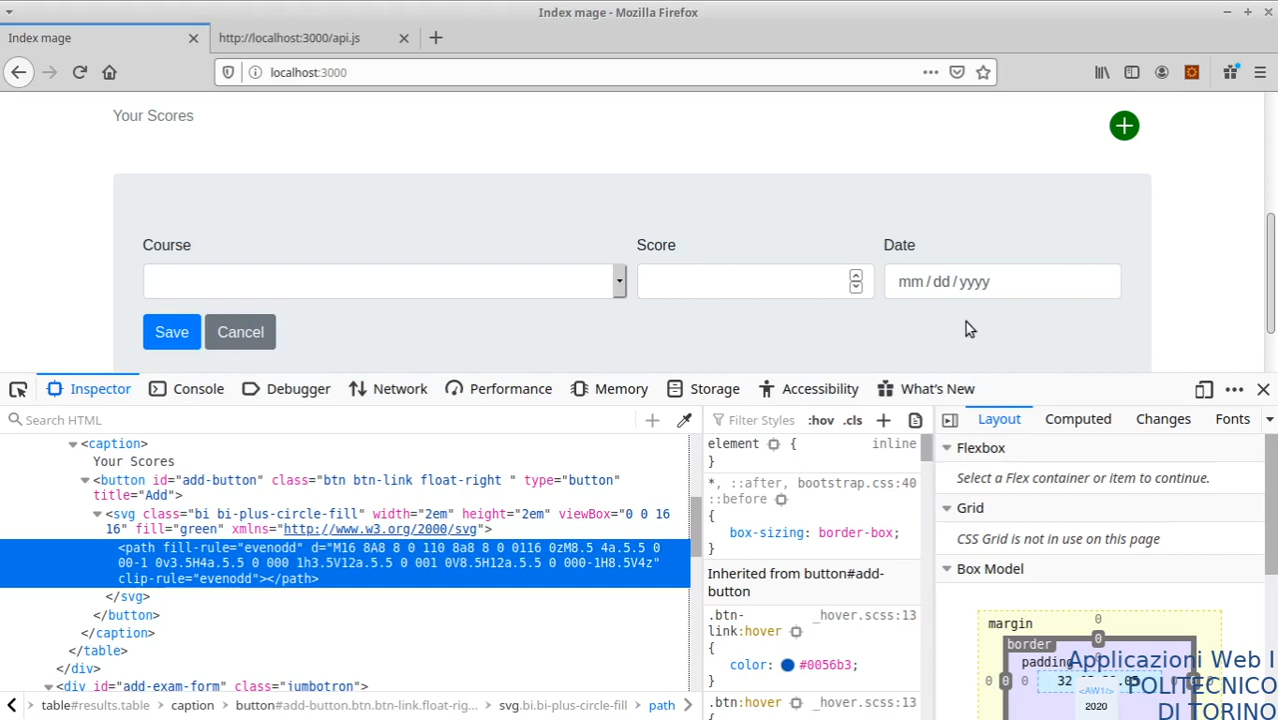 Index mage - Mozilla Firefox
Index mage
http://localhost:3000/api.js
localhost:3000
Your Scores
Course
Score
Date
mm / dd / yyyy
Save
Cancel
Inspector
Console
Debugger
Network
Performance
Memory
Storage
Accessibility
What's New
Search HTML
Filter Styles
:hov
.cls
Layout
Computed
Changes
Fonts
<caption>
Your Scores
<button id="add-button" class="btn btn-link float-right " type="button"
title="Add">
<svg class="bi bi-plus-circle-fill" width="2em" height="2em" viewBox="0 0 16
16" fill="green" xmlns="http://www.w3.org/2000/svg">
<path fill-rule="evenodd" d="M16 8A8 8 0 110 8a8 8 0 0116 0zM8.5 4a.5.5 0
00-1 0v3.5H4a.5.5 0 000 1h3.5V12a.5.5 0 001 0V8.5H12a.5.5 0 000-1H8.5V4z"
clip-rule="evenodd"></path>
</svg>
</button>
</caption>
</table>
</div>
<div id="add-exam-form" class="jumbotron">
table#results.table
caption
button#add-button.btn.btn-link.float-rig...
svg.bi.bi-plus-circle-fill
path
element {
inline
}
*, ::after,
bootstrap.css:40
::before
{
box-sizing: border-box;
}
Inherited from button#add-
button
.btn-
_hover.scss:13
link:hover
{
color: #0056b3;
}
.btn:hover
_hover.scss:13
Flexbox
Select a Flex container or item to continue.
Grid
CSS Grid is not in use on this page
Box Model
margin
0
border
0
padding
0
0
0
0
0
0
Applicazioni Web I
POLITECNICO
DI TORINO
<AW1/>
2020